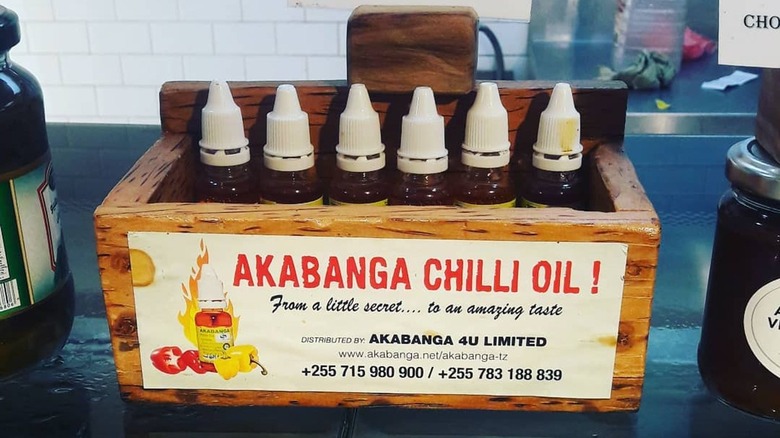 CHO
AKABANGA CHILLI OIL !
From a little secret.... to an amazing taste
AKABANGA
DISTRIBUTED BY: AKABANGA 4U LIMITED
www.akabanga.net/akabanga-tz
+255 715 980 900 / +255 783 188 839